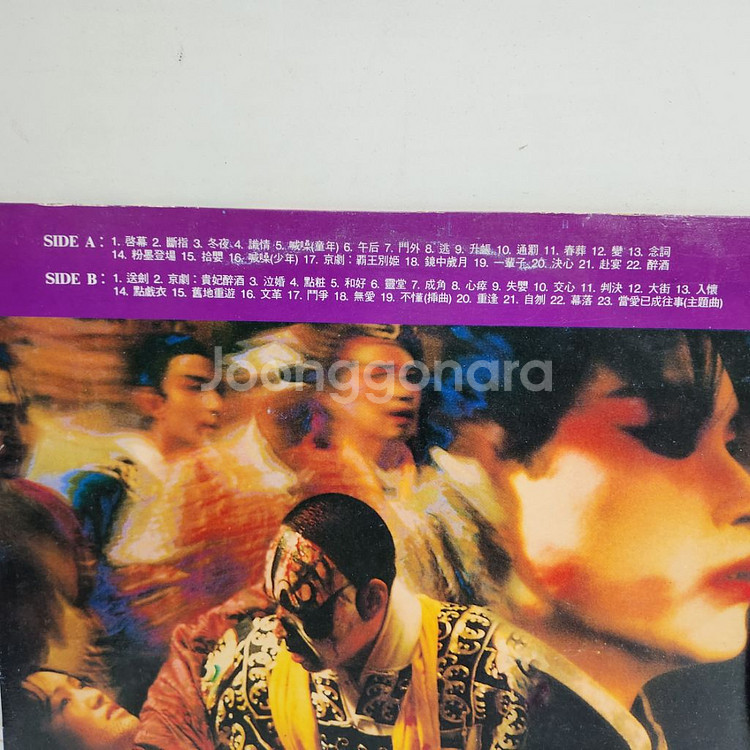 SIDE A : 1. 啓幕 2. 斷指 3. 冬夜 4. 識情 5. 喊嗓(童年) 6. 午后 7. 門外 8. 逃 9. 升帳 10. 通罰 11. 春葬 12. 變 13. 念詞
14. 粉墨登場 15. 拾嬰 16. 喊嗓(少年) 17. 京劇 : 霸王別姬 18. 鏡中歲月 19. 一輩子 20. 決心 21. 赴宴 22. 醉酒
SIDE B : 1. 送劍 2. 京劇 : 貴妃醉酒 3. 泣婚 4. 點粧 5. 和好 6. 靈堂 7. 成角 8. 心瘁 9. 失嬰 10. 交心 11. 判決 12. 大街 13. 入懷
14. 點戲衣 15. 舊地重遊 16. 文革 17. 鬥爭 18. 無愛 19. 不懂(插曲) 20. 重逢 21. 自刎 22. 幕落 23. 當愛已成往事(主題曲)
Joonggonara